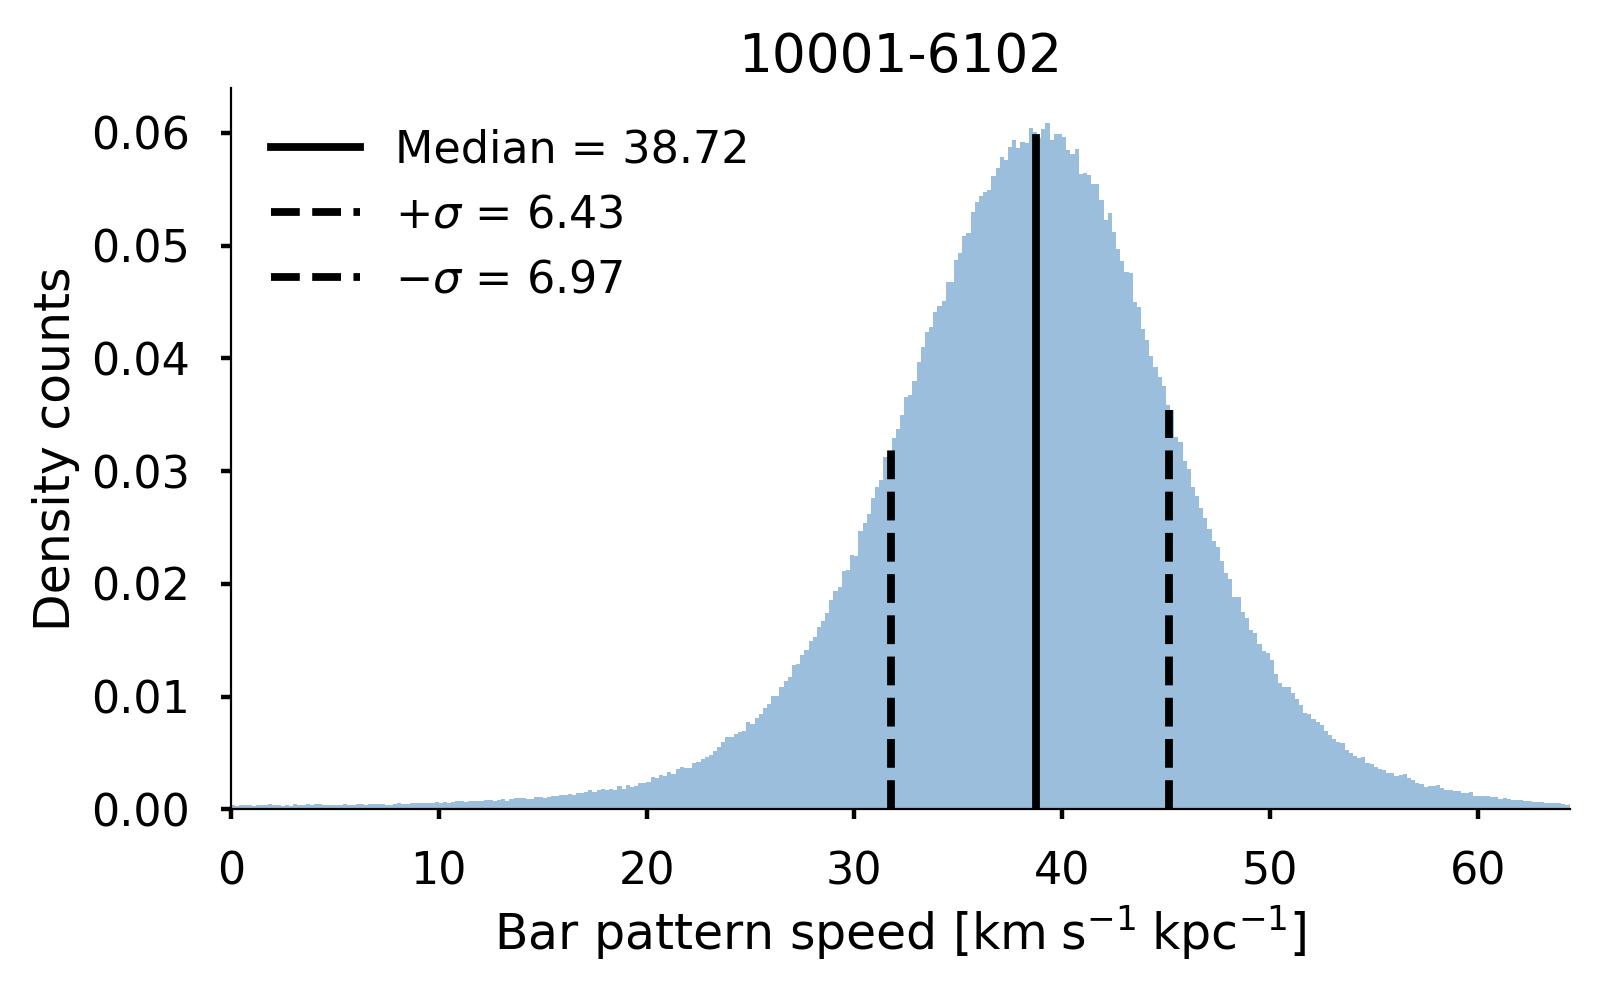 10001-6102
Median = 38.72
+σ = 6.43
−σ = 6.97
Density counts
0.06
0.05
0.04
0.03
0.02
0.01
0.00
0 10 20 30 40 50 60
Bar pattern speed [km s⁻¹ kpc⁻¹]